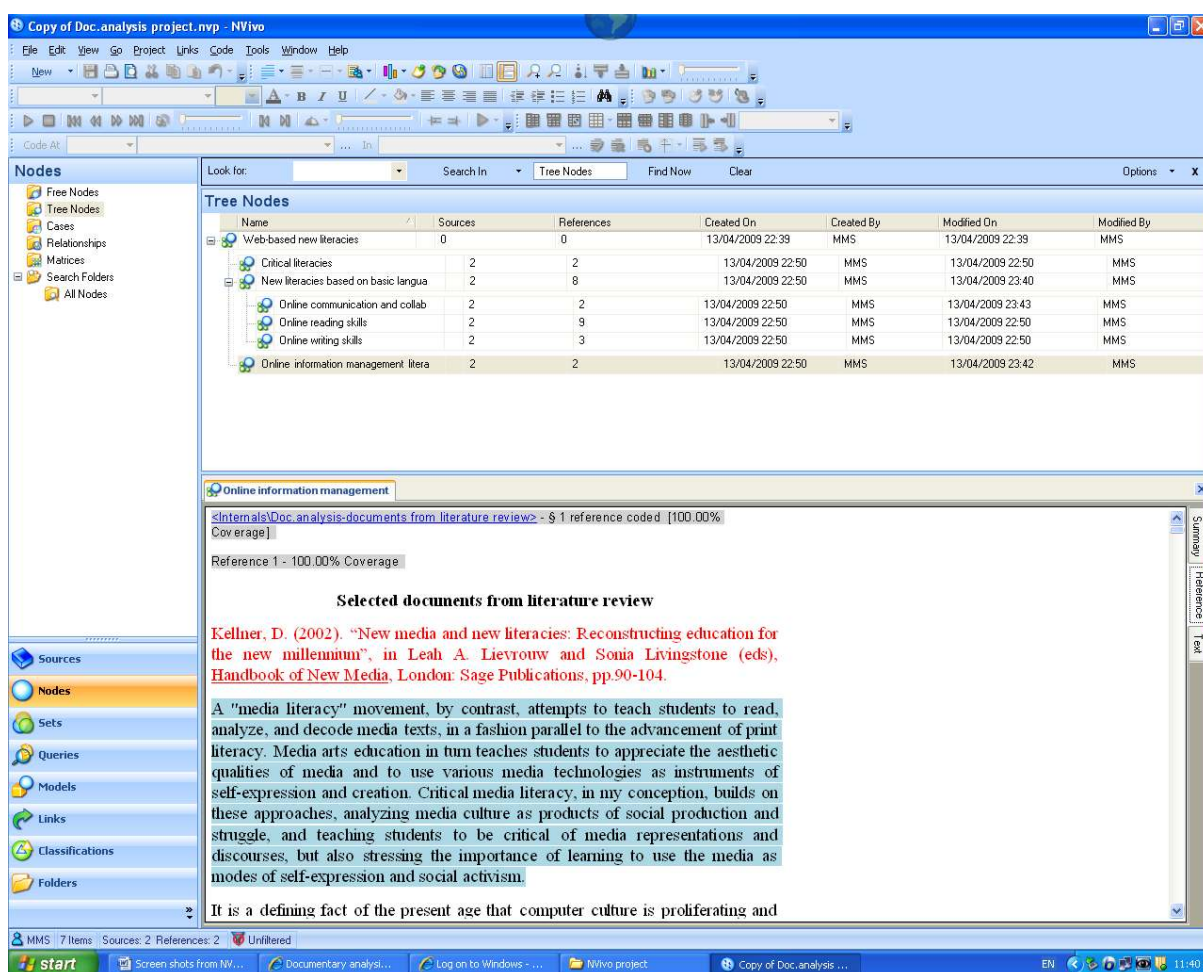 Copy of Doc.analysis project.nvp - NVivo
File Edit View Go Project Links Code Tools Window Help
New
Code At In
Nodes
Free Nodes
Tree Nodes
Cases
Relationships
Matrices
Search Folders
All Nodes
Look for: Search In Tree Nodes Find Now Clear Options x
Tree Nodes
Name Sources References Created On Created By Modified On Modified By
Web-based new literacies 0 0 13/04/2009 22:39 MMS 13/04/2009 22:39 MMS
Critical literacies 2 2 13/04/2009 22:50 MMS 13/04/2009 22:50 MMS
New literacies based on basic langua 2 8 13/04/2009 22:50 MMS 13/04/2009 23:40 MMS
Online communication and collab 2 2 13/04/2009 22:50 MMS 13/04/2009 23:43 MMS
Online reading skills 2 9 13/04/2009 22:50 MMS 13/04/2009 22:50 MMS
Online writing skills 2 3 13/04/2009 22:50 MMS 13/04/2009 22:50 MMS
Online information management litera 2 2 13/04/2009 22:50 MMS 13/04/2009 23:42 MMS
Online information management
<Internals\Doc.analysis-documents from literature review> - § 1 reference coded [100.00%
Coverage]
Reference 1 - 100.00% Coverage
Selected documents from literature review
Kellner, D. (2002). “New media and new literacies: Reconstructing education for
the new millennium”, in Leah A. Lievrouw and Sonia Livingstone (eds),
Handbook of New Media, London: Sage Publications, pp.90-104.
A "media literacy" movement, by contrast, attempts to teach students to read,
analyze, and decode media texts, in a fashion parallel to the advancement of print
literacy. Media arts education in turn teaches students to appreciate the aesthetic
qualities of media and to use various media technologies as instruments of
self-expression and creation. Critical media literacy, in my conception, builds on
these approaches, analyzing media culture as products of social production and
struggle, and teaching students to be critical of media representations and
discourses, but also stressing the importance of learning to use the media as
modes of self-expression and social activism.
It is a defining fact of the present age that computer culture is proliferating and
Summary
Reference
Text
Sources
Nodes
Sets
Queries
Models
Links
Classifications
Folders
MMS 7 Items Sources: 2 References: 2 Unfiltered
start Screen shots from NV... Documentary analysi... Log on to Windows - ... NVivo project Copy of Doc.analysis ... EN 11:40